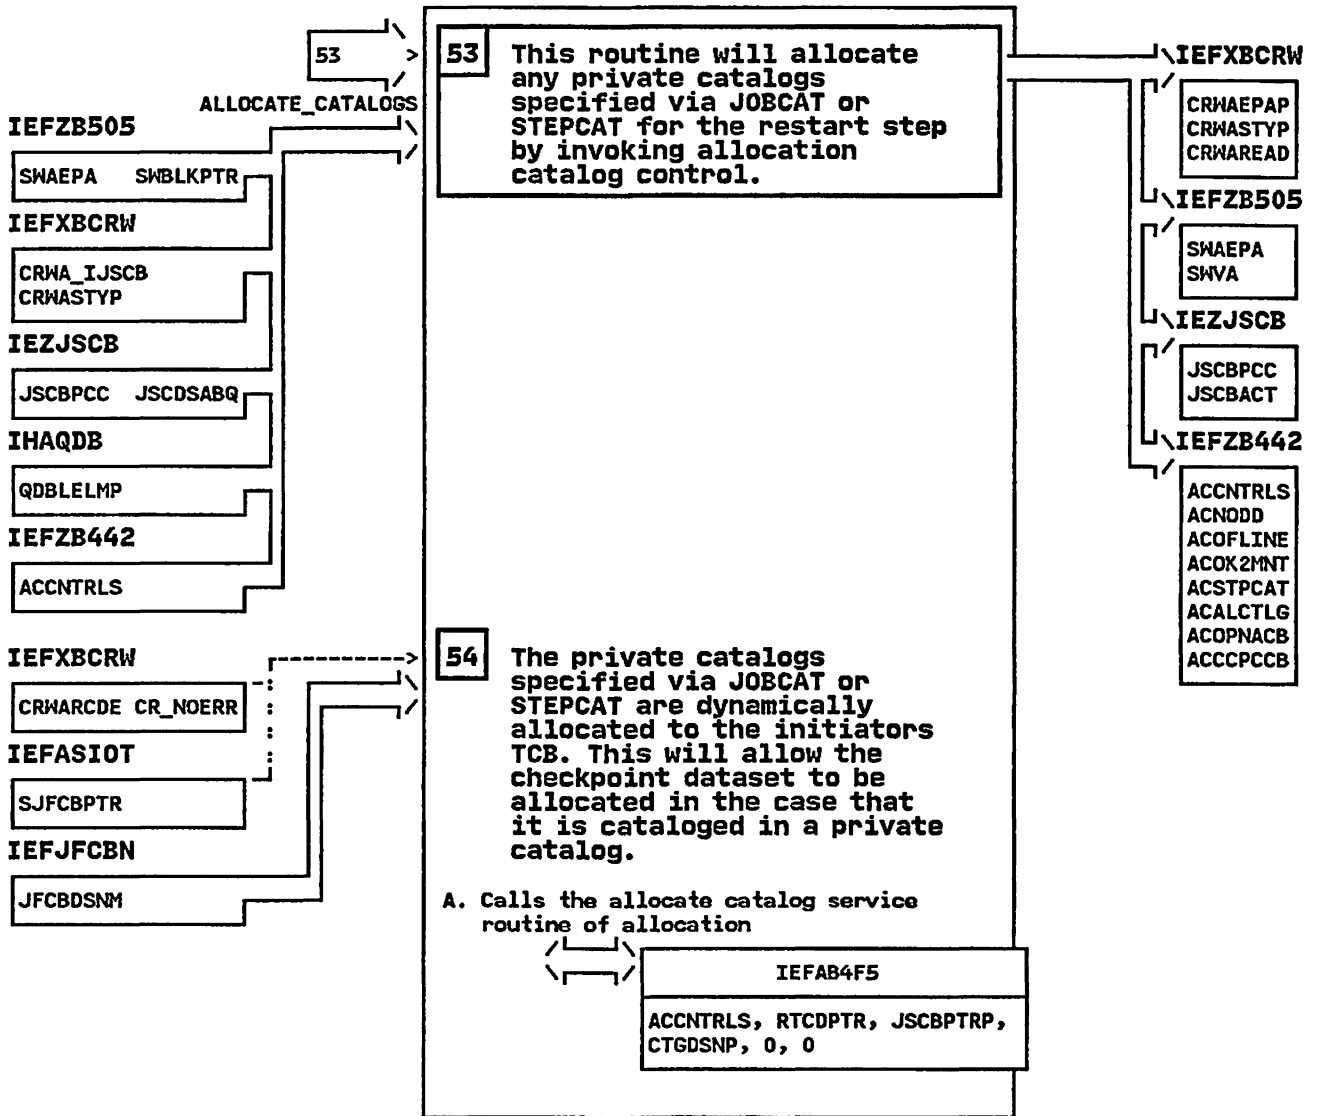 53
ALLOCATE_CATALOGS
IEFZB505
SWAEPA SWBLKPTR
IEFXBCRW
CRWA_IJSCB
CRWASTYP
IEZJSCB
JSCBPCC JSCDSABQ
IHAQDB
QDBLELMP
IEFZB442
ACCNTRLS
53 This routine will allocate
any private catalogs
specified via JOBCAT or
STEPCAT for the restart step
by invoking allocation
catalog control.
IEFXBCRW
CRWAEPAP
CRWASTYP
CRWAREAD
IEFZB505
SWAEPA
SWVA
IEZJSCB
JSCBPCC
JSCBACT
IEFZB442
ACCNTRLS
ACNODD
ACOFLINE
ACOK2MNT
ACSTPCAT
ACALCTLG
ACOPNACB
ACCCPCCB
IEFXBCRW
CRWARCDE CR_NOERR
IEFASIOT
SJFCBPTR
IEFJFCBN
JFCBDSNM
54 The private catalogs
specified via JOBCAT or
STEPCAT are dynamically
allocated to the initiators
TCB. This will allow the
checkpoint dataset to be
allocated in the case that
it is cataloged in a private
catalog.
A. Calls the allocate catalog service
routine of allocation
IEFAB4F5
ACCNTRLS, RTCDPTR, JSCBPTRP,
CTGDSNP, 0, 0